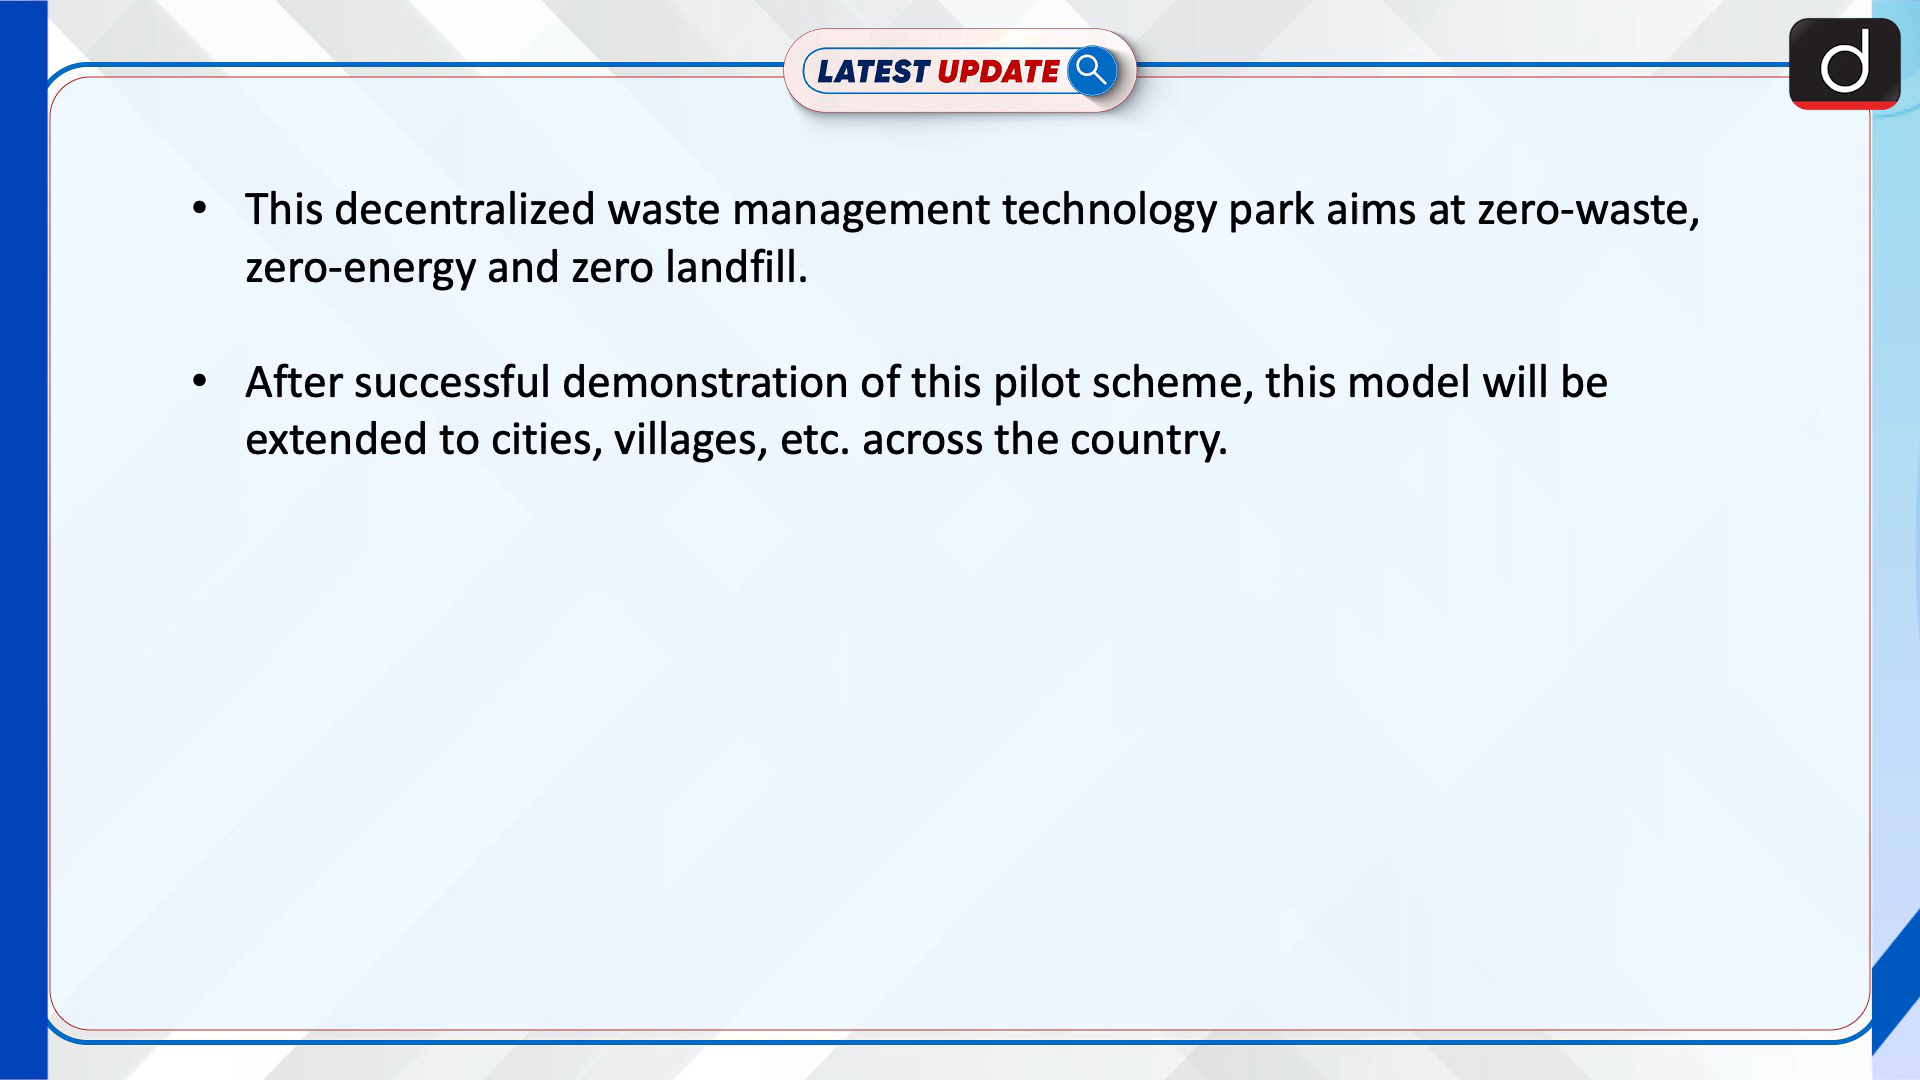 LATEST UPDATE
d
• This decentralized waste management technology park aims at zero-waste,
zero-energy and zero landfill.
• After successful demonstration of this pilot scheme, this model will be
extended to cities, villages, etc. across the country.